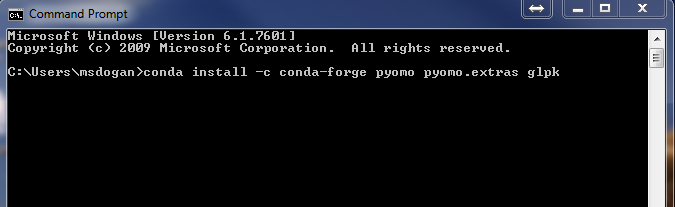 Command Prompt
Microsoft Windows [Version 6.1.7601]
Copyright (c) 2009 Microsoft Corporation.  All rights reserved.
C:\Users\msdogan>conda install -c conda-forge pyomo pyomo.extras glpk